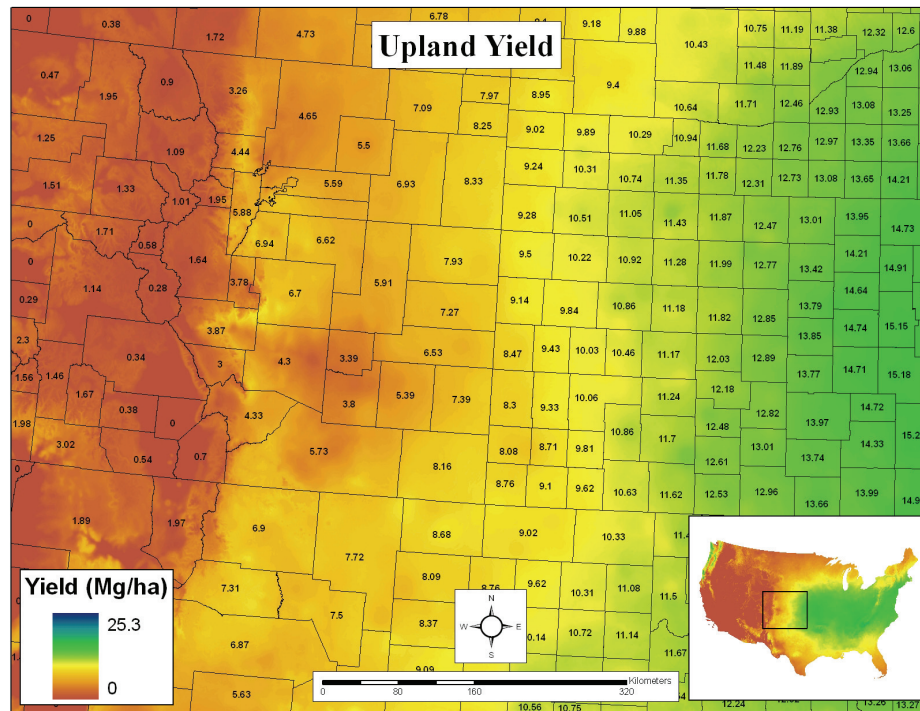 Upland Yield
0 0.38 1.72 4.73 6.78 9.18 9.88 10.43 10.75 11.19 11.38 12.32 12.6
0.47 0.9 9.4 11.48 11.89 12.94 13.06
1.95 3.26 4.65 7.09 7.97 8.95 10.64 11.71 12.46 12.93 13.08 13.25
1.25 1.09 4.44 5.5 8.25 9.02 9.89 10.29 10.94 11.68 12.23 12.76 12.97 13.35 13.66
1.51 1.33 5.59 6.93 8.33 9.24 10.31 10.74 11.35 11.78 12.31 12.73 13.08 13.65 14.21
1.01 1.95
0 1.71 5.88 9.28 10.51 11.05 11.43 11.87 12.47 13.01 13.95 14.73
0.58 6.94 6.62
0 1.64 7.93 9.5 10.22 10.92 11.28 11.99 12.77 13.42 14.21 14.91
0.29 1.14 0.28 3.78 6.7 5.91 14.64
7.27 9.14 9.84 10.86 11.18 11.82 12.85 13.79
2.3 3.87 13.85 14.74 15.15
0.34 3 4.3 3.39 6.53 8.47 9.43 10.03 10.46 11.17 12.03 12.89
1.56 1.46 1.67 13.77 14.71 15.18
0.38 0 4.33 3.8 5.39 7.39 8.3 9.33 10.06 11.24 12.18 12.82 14.72
1.98 3.02 10.86 11.7 12.48 13.97
0 0.54 0.7 5.73 8.16 8.08 8.71 9.81 12.61 13.01 13.74 14.33
8.76 9.1 9.62 10.63 11.62 12.53 12.96 13.66 13.99
1.89 1.97 6.9 7.72 8.68 9.02 10.33
7.31 7.5 8.09 8.76 9.62 10.31 11.08 11.5
6.87 8.37 10.72 11.14 11.67
5.63 9.09
10.56 10.75 12.24 13.27
Yield (Mg/ha)
25.3
0
N
W E
S
Kilometers
0 40 80 160 320